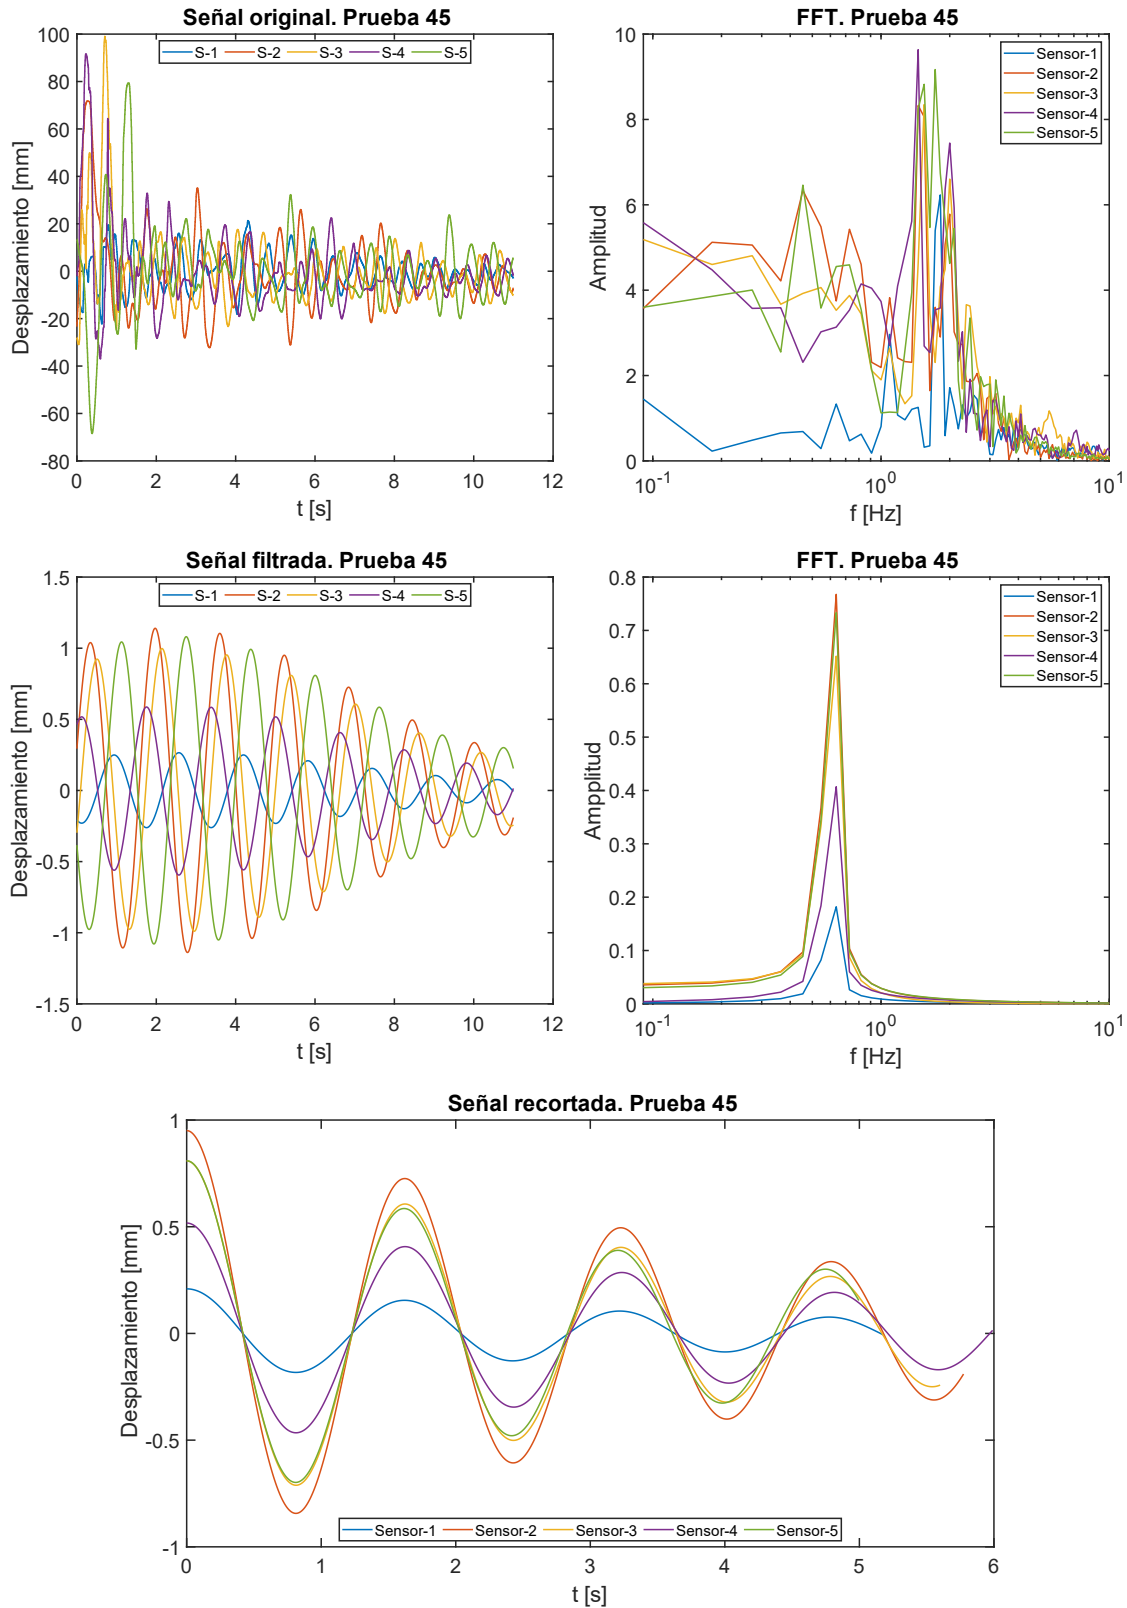 Señal original. Prueba 45
S-1 S-2 S-3 S-4 S-5
100
80
60
40
20
0
-20
-40
-60
-80
0 2 4 6 8 10 12
Desplazamiento [mm]
t [s]
FFT. Prueba 45
Sensor-1
Sensor-2
Sensor-3
Sensor-4
Sensor-5
10
8
6
4
2
0
10^-1 10^0 10^1
Amplitud
f [Hz]
Señal filtrada. Prueba 45
S-1 S-2 S-3 S-4 S-5
1.5
1
0.5
0
-0.5
-1
-1.5
0 2 4 6 8 10 12
Desplazamiento [mm]
t [s]
FFT. Prueba 45
Sensor-1
Sensor-2
Sensor-3
Sensor-4
Sensor-5
0.8
0.7
0.6
0.5
0.4
0.3
0.2
0.1
0
10^-1 10^0 10^1
Ampplitud
f [Hz]
Señal recortada. Prueba 45
1
0.5
0
-0.5
-1
Desplazamiento [mm]
Sensor-1 Sensor-2 Sensor-3 Sensor-4 Sensor-5
0 1 2 3 4 5 6
t [s]